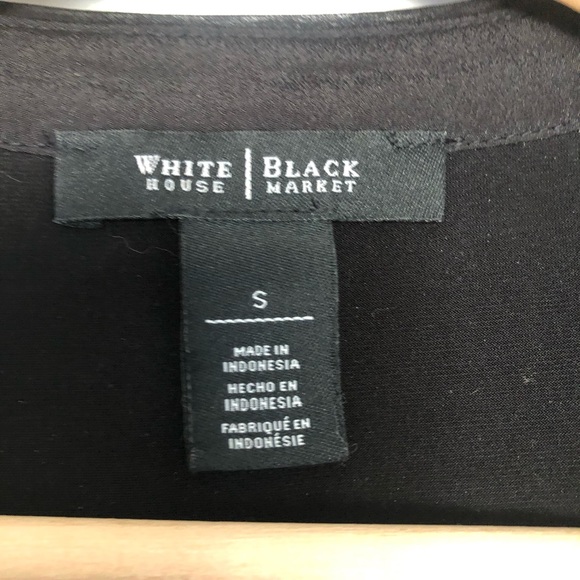 WHITE | BLACK
HOUSE | MARKET
S
MADE IN
INDONESIA
HECHO EN
INDONESIA
FABRIQUÉ EN
INDONÉSIE